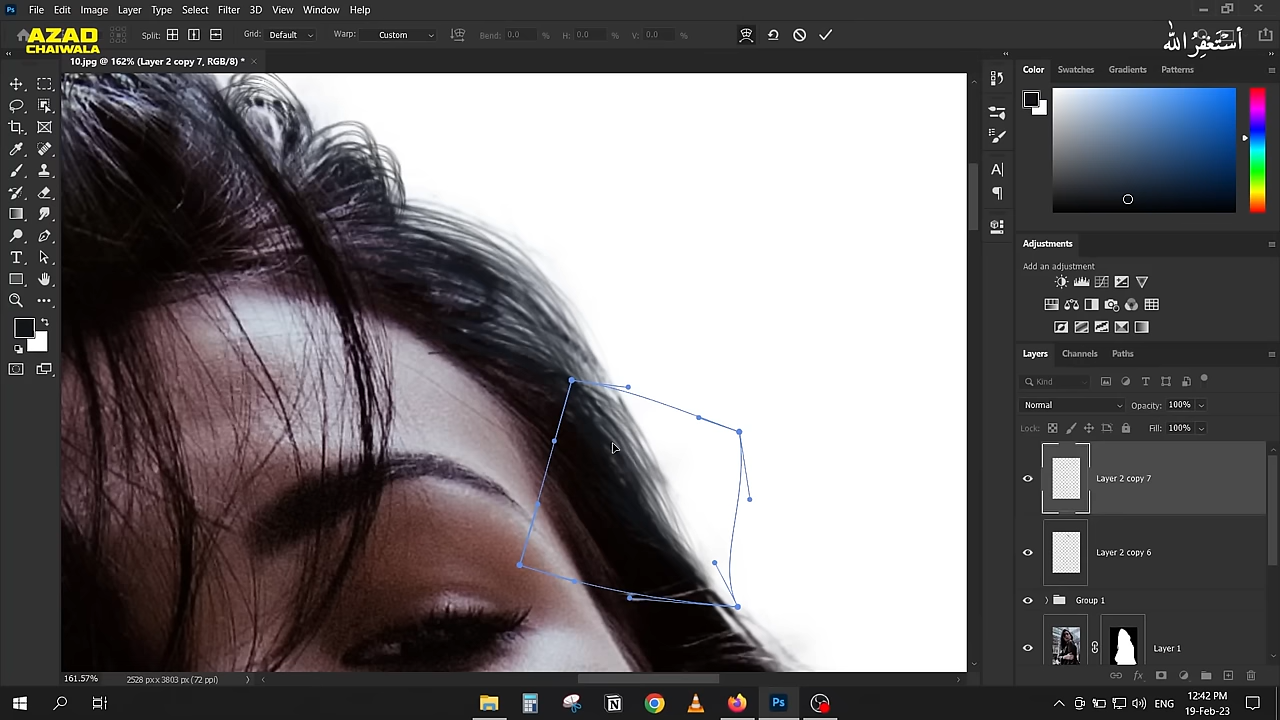 Ps File Edit Image Layer Type Select Filter 3D View Window Help
AZAD
CHAIWALA
Split: Grid: Default Warp: Custom Bend: 0.0 % H: 0.0 % V: 0.0 %
أستغفر الله
10.jpg @ 162% (Layer 2 copy 7, RGB/8) *
Color Swatches Gradients Patterns
Adjustments
Add an adjustment
Layers Channels Paths
Kind
Normal Opacity: 100%
Lock: Fill: 100%
Layer 2 copy 7
Layer 2 copy 6
Group 1
Layer 1
161.57% 2528 px x 3803 px (72 ppi)
Ps ENG 12:42 PM
19-Feb-23